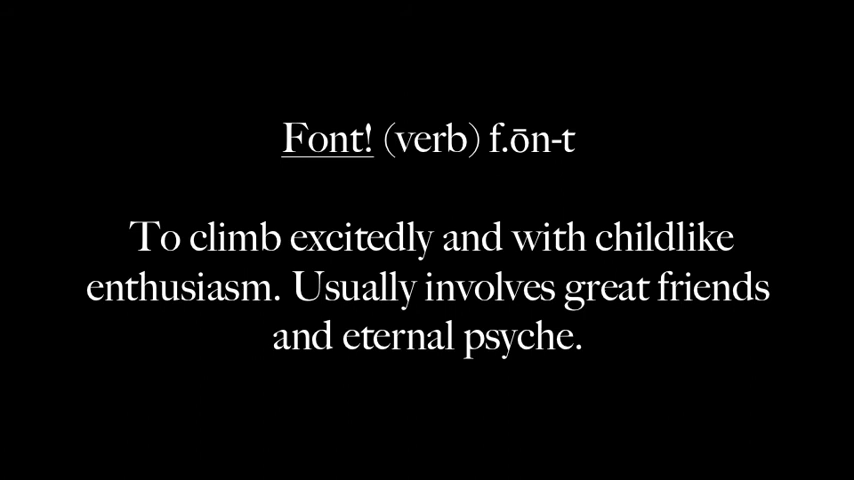 Font! (verb) f.ōn-t
To climb excitedly and with childlike
enthusiasm. Usually involves great friends
and eternal psyche.